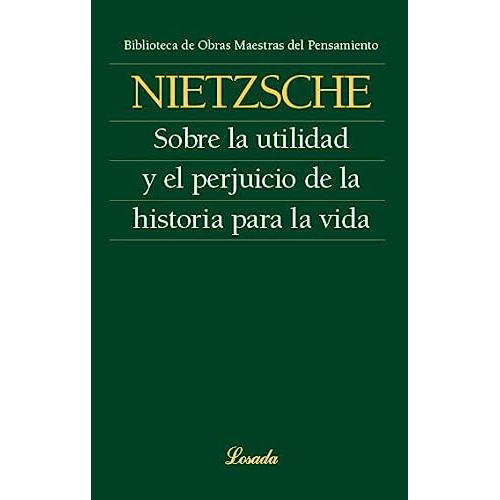 Biblioteca de Obras Maestras del Pensamiento
NIETZSCHE
Sobre la utilidad
y el perjuicio de la
historia para la vida
Losada